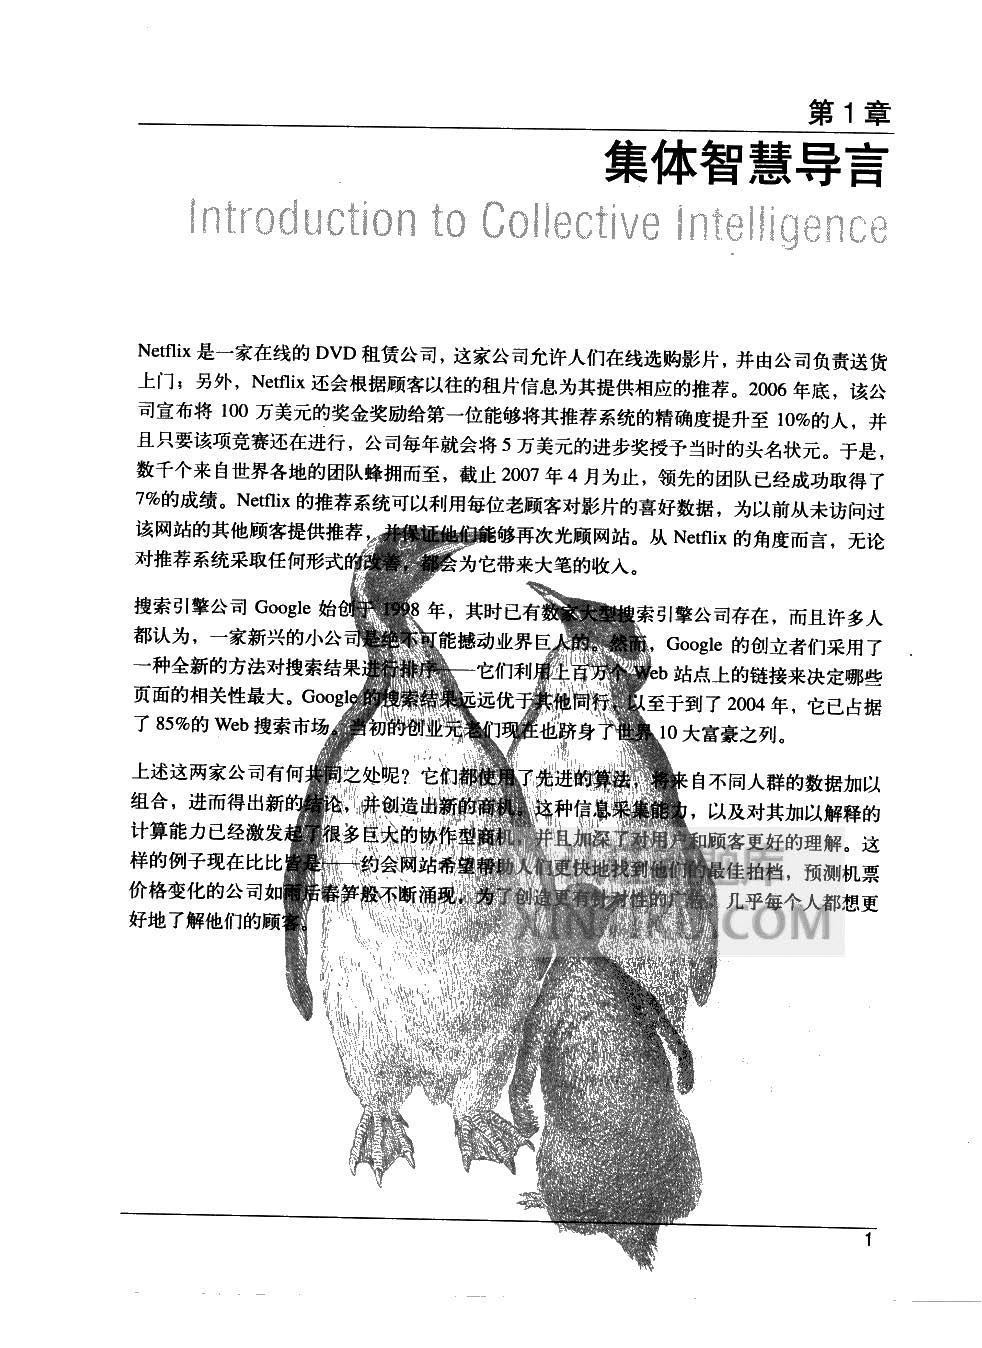 第 1 章
集体智慧导言
Introduction to Collective Intelligence
Netflix 是一家在线的 DVD 租赁公司，这家公司允许人们在线选购影片，并由公司负责送货
上门；另外，Netflix 还会根据顾客以往的租片信息为其提供相应的推荐。2006 年底，该公
司宣布将 100 万美元的奖金奖励给第一位能够将其推荐系统的精确度提升至 10%的人，并
且只要该项竞赛还在进行，公司每年就会将 5 万美元的进步奖授予当时的头名状元。于是，
数千个来自世界各地的团队蜂拥而至，截止 2007 年 4 月为止，领先的团队已经成功取得了
7%的成绩。Netflix 的推荐系统可以利用每位老顾客对影片的喜好数据，为以前从未访问过
该网站的其他顾客提供推荐，并保证他们能够再次光顾网站。从 Netflix 的角度而言，无论
对推荐系统采取任何形式的改善，都会为它带来大笔的收入。
搜索引擎公司 Google 始创于 1998 年，其时已有数家大型搜索引擎公司存在，而且许多人
都认为，一家新兴的小公司是绝不可能撼动业界巨人的。然而，Google 的创立者们采用了
一种全新的方法对搜索结果进行排序——它们利用上百万个 Web 站点上的链接来决定哪些
页面的相关性最大。Google 的搜索结果远远优于其他同行，以至于到了 2004 年，它已占据
了 85%的 Web 搜索市场。当初的创业元老们现在也跻身了世界 10 大富豪之列。
上述这两家公司有何共同之处呢？它们都使用了先进的算法，将来自不同人群的数据加以
组合，进而得出新的结论，并创造出新的商机。这种信息采集能力，以及对其加以解释的
计算能力已经激发起了很多巨大的协作型商机，并且加深了对用户和顾客更好的理解。这
样的例子现在比比皆是——约会网站希望帮助人们更快地找到他们的最佳拍档，预测机票
价格变化的公司如雨后春笋般不断涌现，为了创造更有针对性的广告，几乎每个人都想更
好地了解他们的顾客。
XINTIKU.COM
1